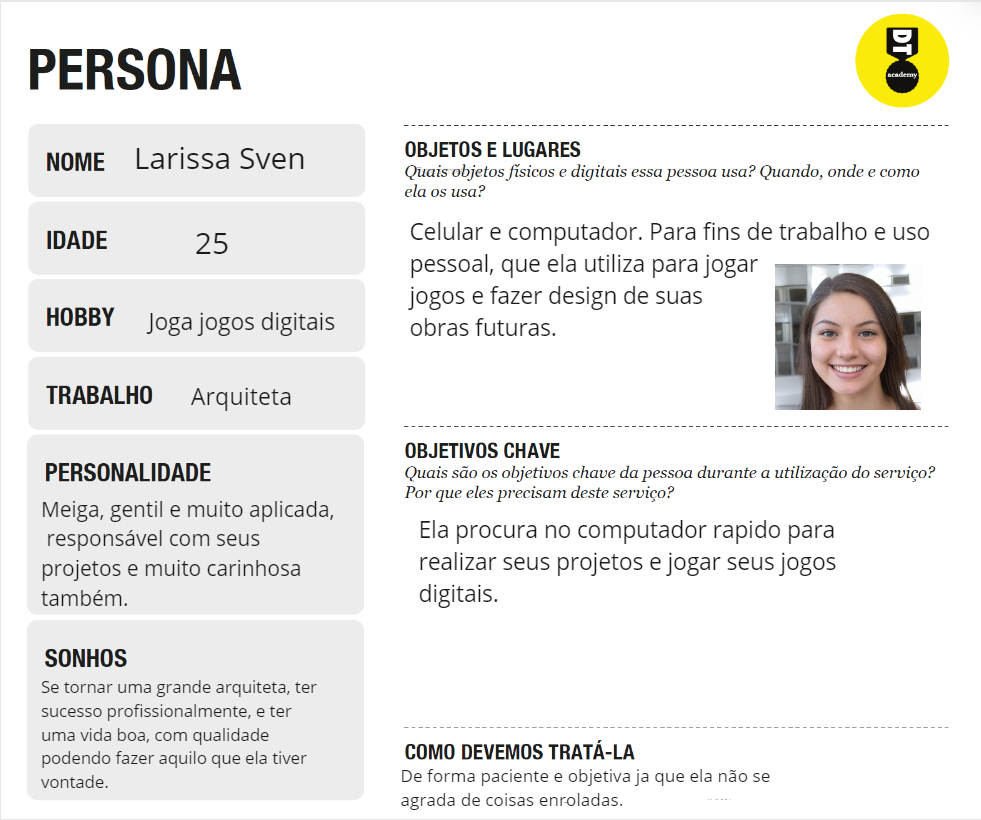 PERSONA
DT
academy
NOME Larissa Sven
IDADE 25
HOBBY Joga jogos digitais
TRABALHO Arquiteta
PERSONALIDADE
Meiga, gentil e muito aplicada,
responsável com seus
projetos e muito carinhosa
também.
SONHOS
Se tornar uma grande arquiteta, ter
sucesso profissionalmente, e ter
uma vida boa, com qualidade
podendo fazer aquilo que ela tiver
vontade.
OBJETOS E LUGARES
Quais objetos físicos e digitais essa pessoa usa? Quando, onde e como
ela os usa?
Celular e computador. Para fins de trabalho e uso
pessoal, que ela utiliza para jogar
jogos e fazer design de suas
obras futuras.
OBJETIVOS CHAVE
Quais são os objetivos chave da pessoa durante a utilização do serviço?
Por que eles precisam deste serviço?
Ela procura no computador rapido para
realizar seus projetos e jogar seus jogos
digitais.
COMO DEVEMOS TRATÁ-LA
De forma paciente e objetiva ja que ela não se
agrada de coisas enroladas.